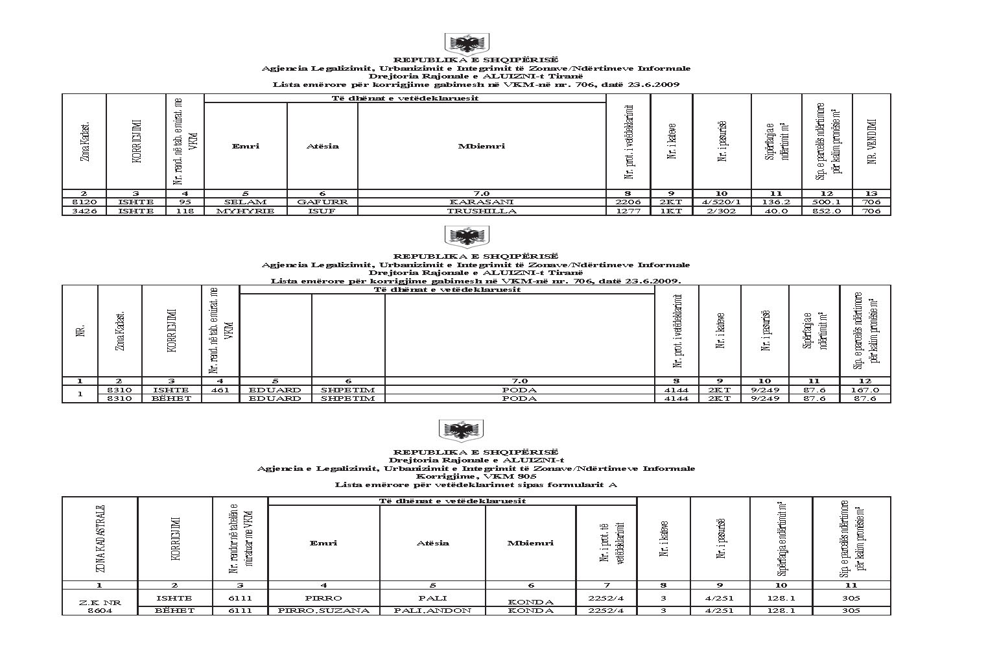 REPUBLIKA E SHQIPËRISË
Agjencia Legalizimit, Urbanizimit e Integrimit të Zonave/Ndërtimeve Informale
Drejtoria Rajonale e ALUIZNI-t Tiranë
Lista emërore për korrigjime gabimesh në VKM-në nr. 706, datë 23.6.2009
Zona Kadast. KORRIGJIMI Nr. rend. në tab. emirat. me VKM Të dhënat e vetëdeklaruesit Emri Atësia Mbiemri Nr. prot. i vetëdeklarimit Nr. i kateve Nr. i pasurisë Sipërfaqja e ndërtimit m² Sip. e parcelës ndërtimore për kalim pronësie m² NR. VENDIMI
2 3 4 5 6 7.0 8 9 10 11 12 13
8120 ISHTE 95 SELAM GAFURR KARASANI 2206 2KT 4/520/1 136.2 500.1 706
3426 ISHTE 118 MYHYRIE ISUF TRUSHILLA 1277 1KT 2/302 40.0 852.0 706
REPUBLIKA E SHQIPËRISË
Agjencia Legalizimit, Urbanizimit e Integrimit të Zonave/Ndërtimeve Informale
Drejtoria Rajonale e ALUIZNI-t Tiranë
Lista emërore për korrigjime gabimesh në VKM-në nr. 706, datë 23.6.2009.
NR. Zona Kadast. KORRIGJIMI Nr. rend. në tab. emirat. me VKM Të dhënat e vetëdeklaruesit Nr. prot. i vetëdeklarimit Nr. i kateve Nr. i pasurisë Sipërfaqja e ndërtimit m² Sip. e parcelës ndërtimore për kalim pronësie m²
1 2 3 4 5 6 7.0 8 9 10 11 12
1 8310 ISHTE 461 EDUARD SHPETIM PODA 4144 2KT 9/249 87.6 167.0
8310 BËHET EDUARD SHPETIM PODA 4144 2KT 9/249 87.6 87.6
REPUBLIKA E SHQIPËRISË
Drejtoria Rajonale e ALUIZNI-t
Agjencia e Legalizimit, Urbanizimit e Integrimit të Zonave/Ndërtimeve Informale
Korrigjime, VKM 805
Lista emërore për vetëdeklarimet sipas formularit A
ZONA KADASTRALE KORRIGJIMI Nr. rendor në tabelën e miratuar me VKM Të dhënat e vetëdeklaruesit Emri Atësia Mbiemri Nr. i prot. të vetëdeklarimit Nr. i kateve Nr. i pasurisë Sipërfaqja e ndërtimit m² Sip. e parcelës ndërtimore për kalim pronësie m²
1 2 3 4 5 6 7 8 9 10 11
Z.K NR 8604 ISHTE 6111 PIRRO PALI KONDA 2252/4 3 4/251 128.1 305
BËHET 6111 PIRRO,SUZANA PALI,ANDON KONDA 2252/4 3 4/251 128.1 305